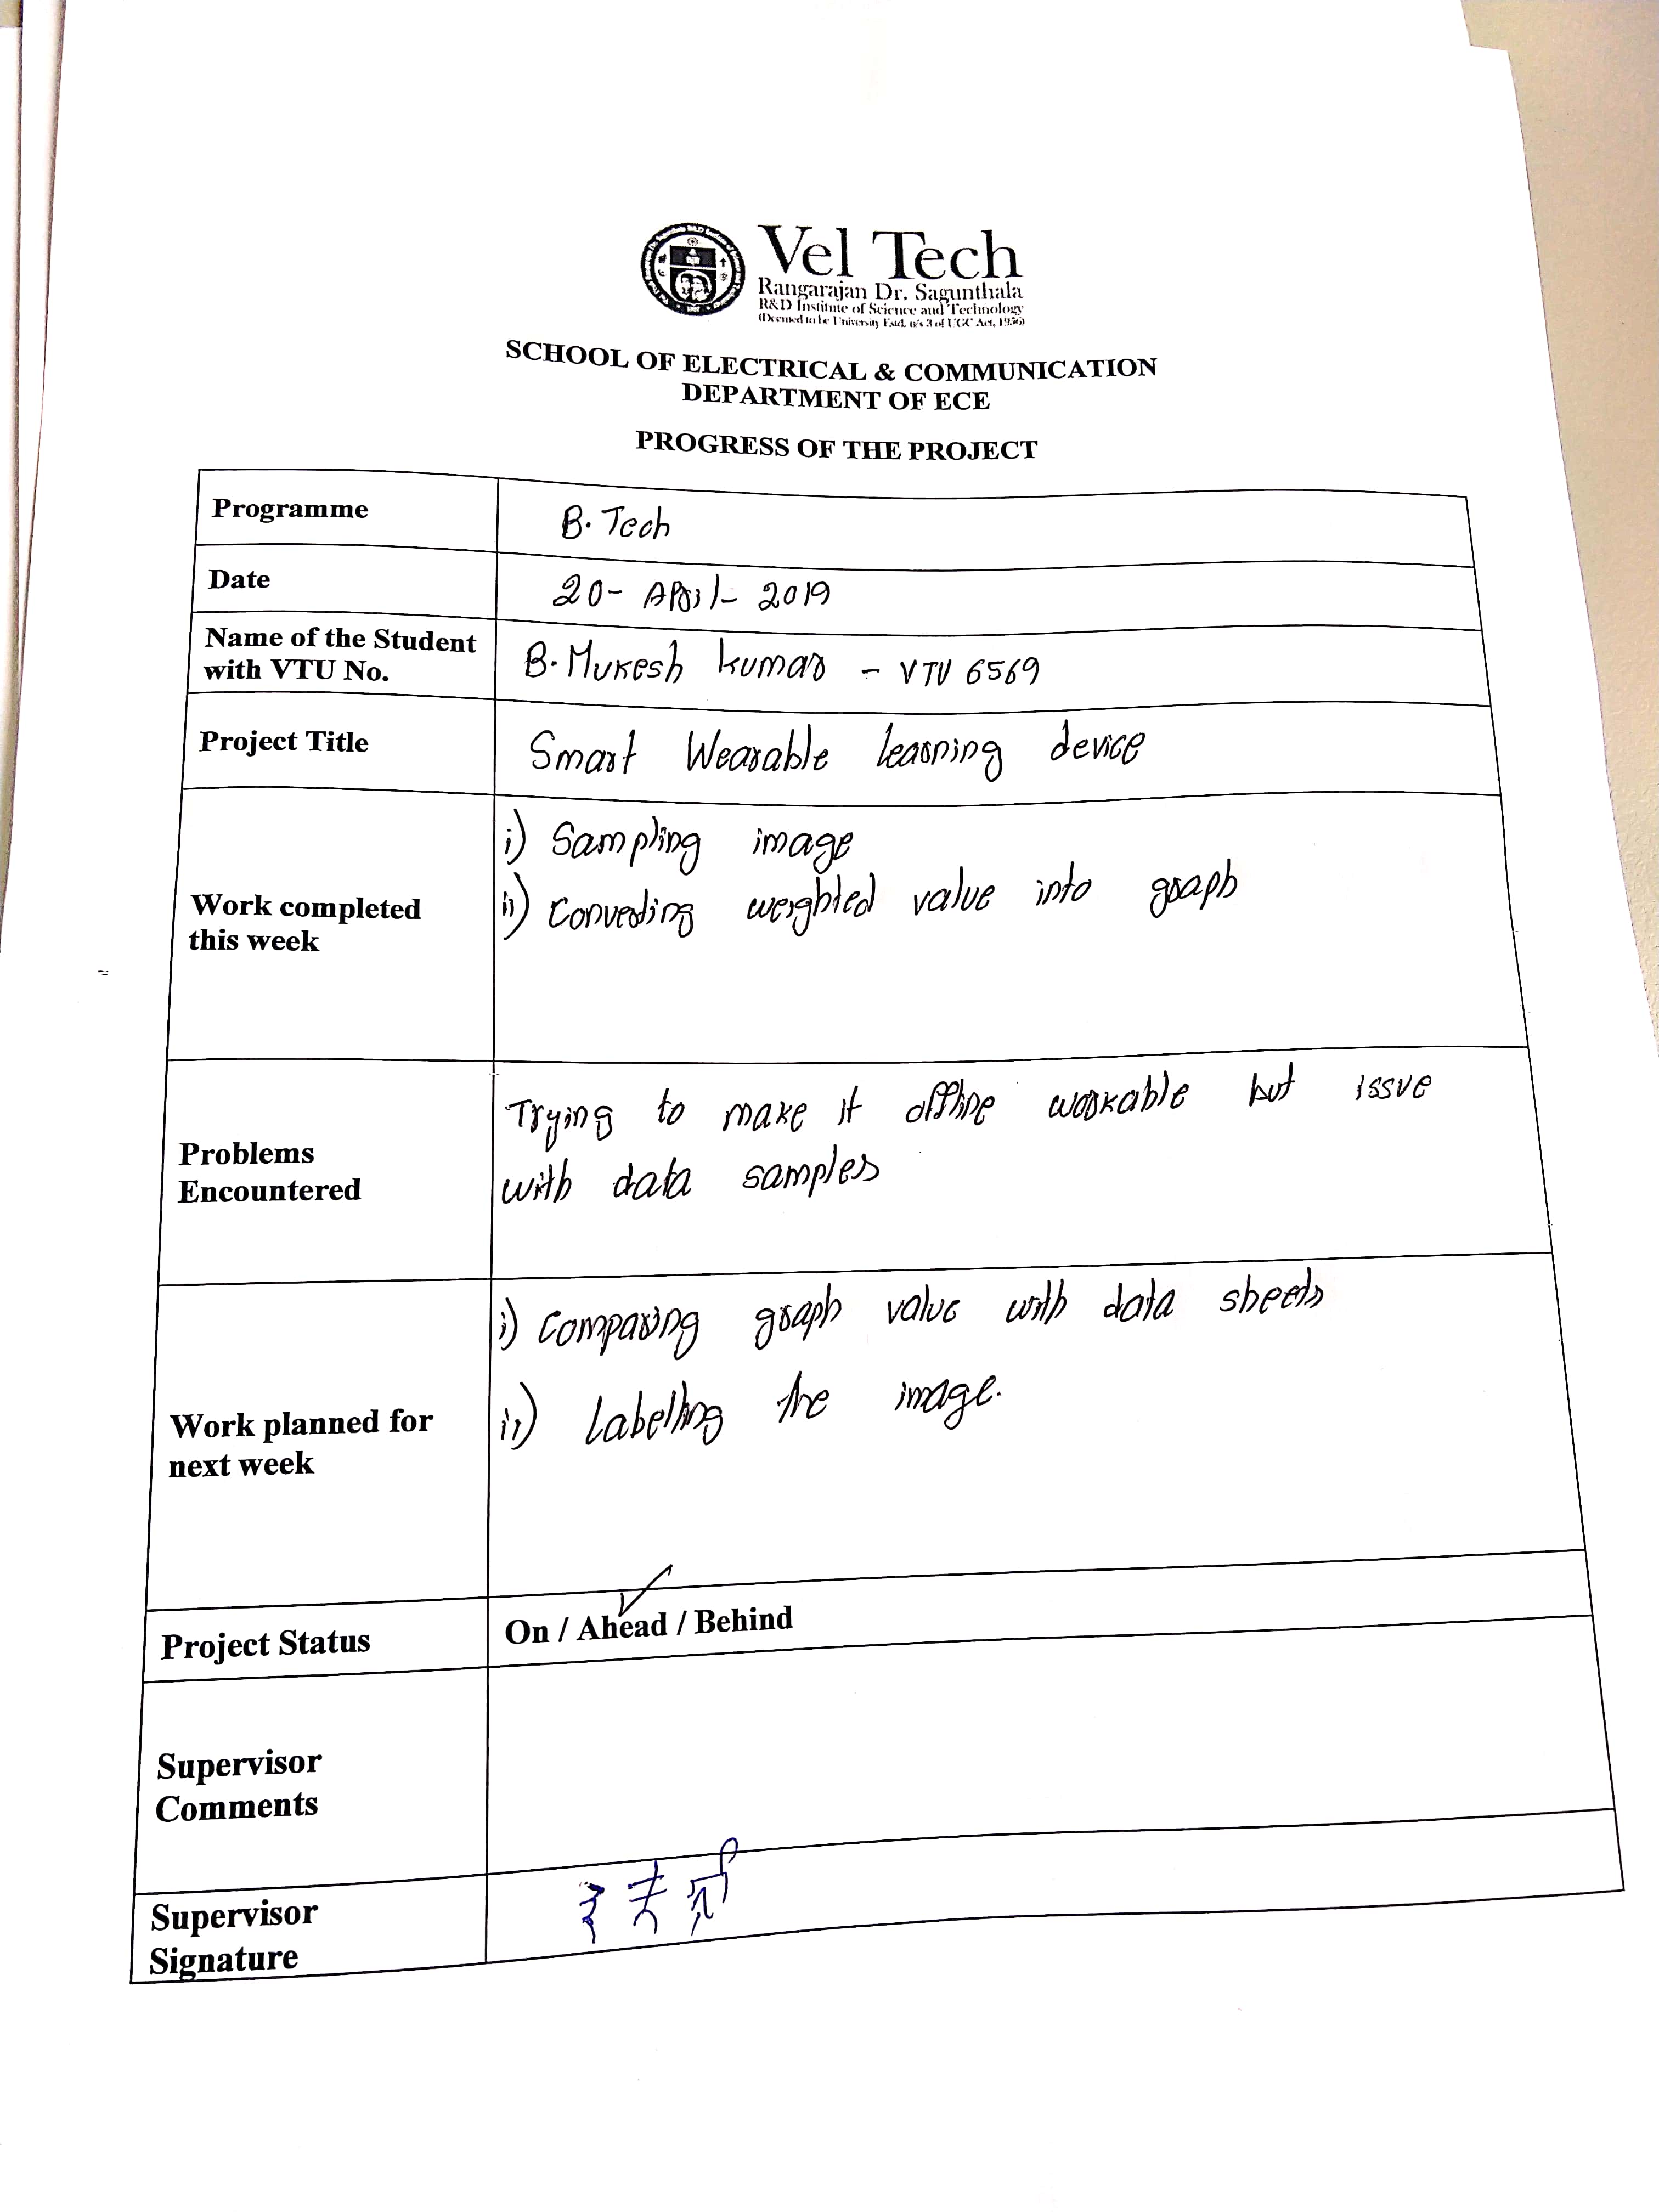 Vel Tech
Rangarajan Dr. Sagunthala
R&D Institute of Science and Technology
(Deemed to be University Estd. u/s 3 of UGC Act, 1956)
SCHOOL OF ELECTRICAL & COMMUNICATION
DEPARTMENT OF ECE
PROGRESS OF THE PROJECT
Programme
B. Tech
Date
20- April- 2019
Name of the Student
with VTU No.
B. Mukesh kumar - VTU 6569
Project Title
Smart Wearable learning device
Work completed
this week
i) Sampling image
ii) Converting weighted value into graph
Problems
Encountered
Trying to make it offline workable but issue
with data samples
Work planned for
next week
i) Comparing graph value with data sheets
ii) Labelling the image.
Project Status
On / Ahead / Behind
Supervisor
Comments
Supervisor
Signature